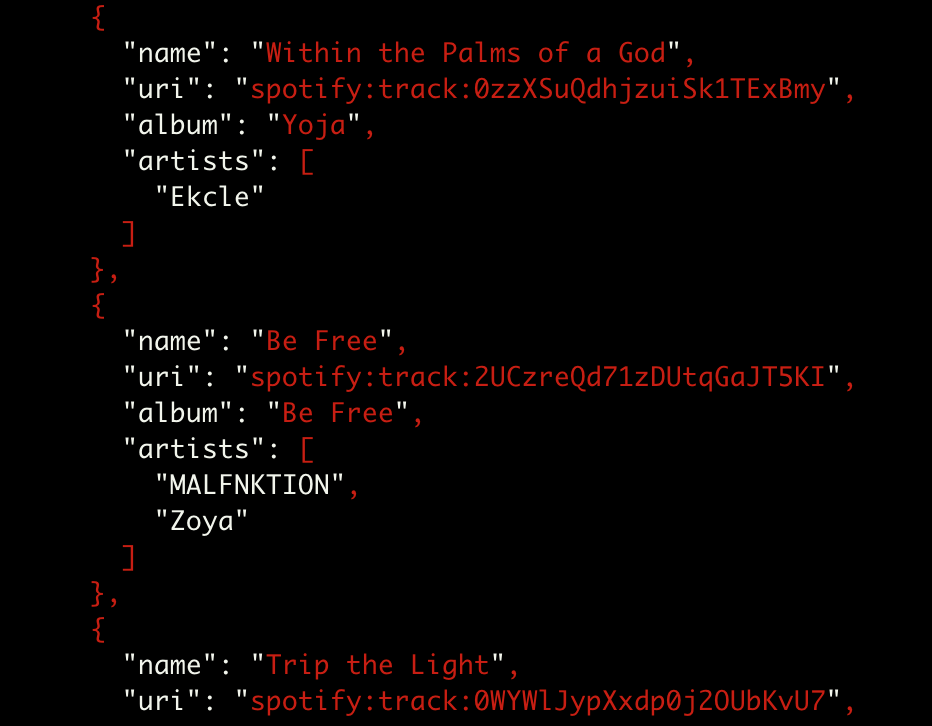 {
"name": "Within the Palms of a God",
"uri": "spotify:track:0zzXSuQdhjzuiSk1TExBmy",
"album": "Yoja",
"artists": [
"Ekcle"
]
},
{
"name": "Be Free",
"uri": "spotify:track:2UCzreQd71zDUtqGaJT5KI",
"album": "Be Free",
"artists": [
"MALFNKTION",
"Zoya"
]
},
{
"name": "Trip the Light",
"uri": "spotify:track:0WYWlJypXxdp0j2OUbKvU7",